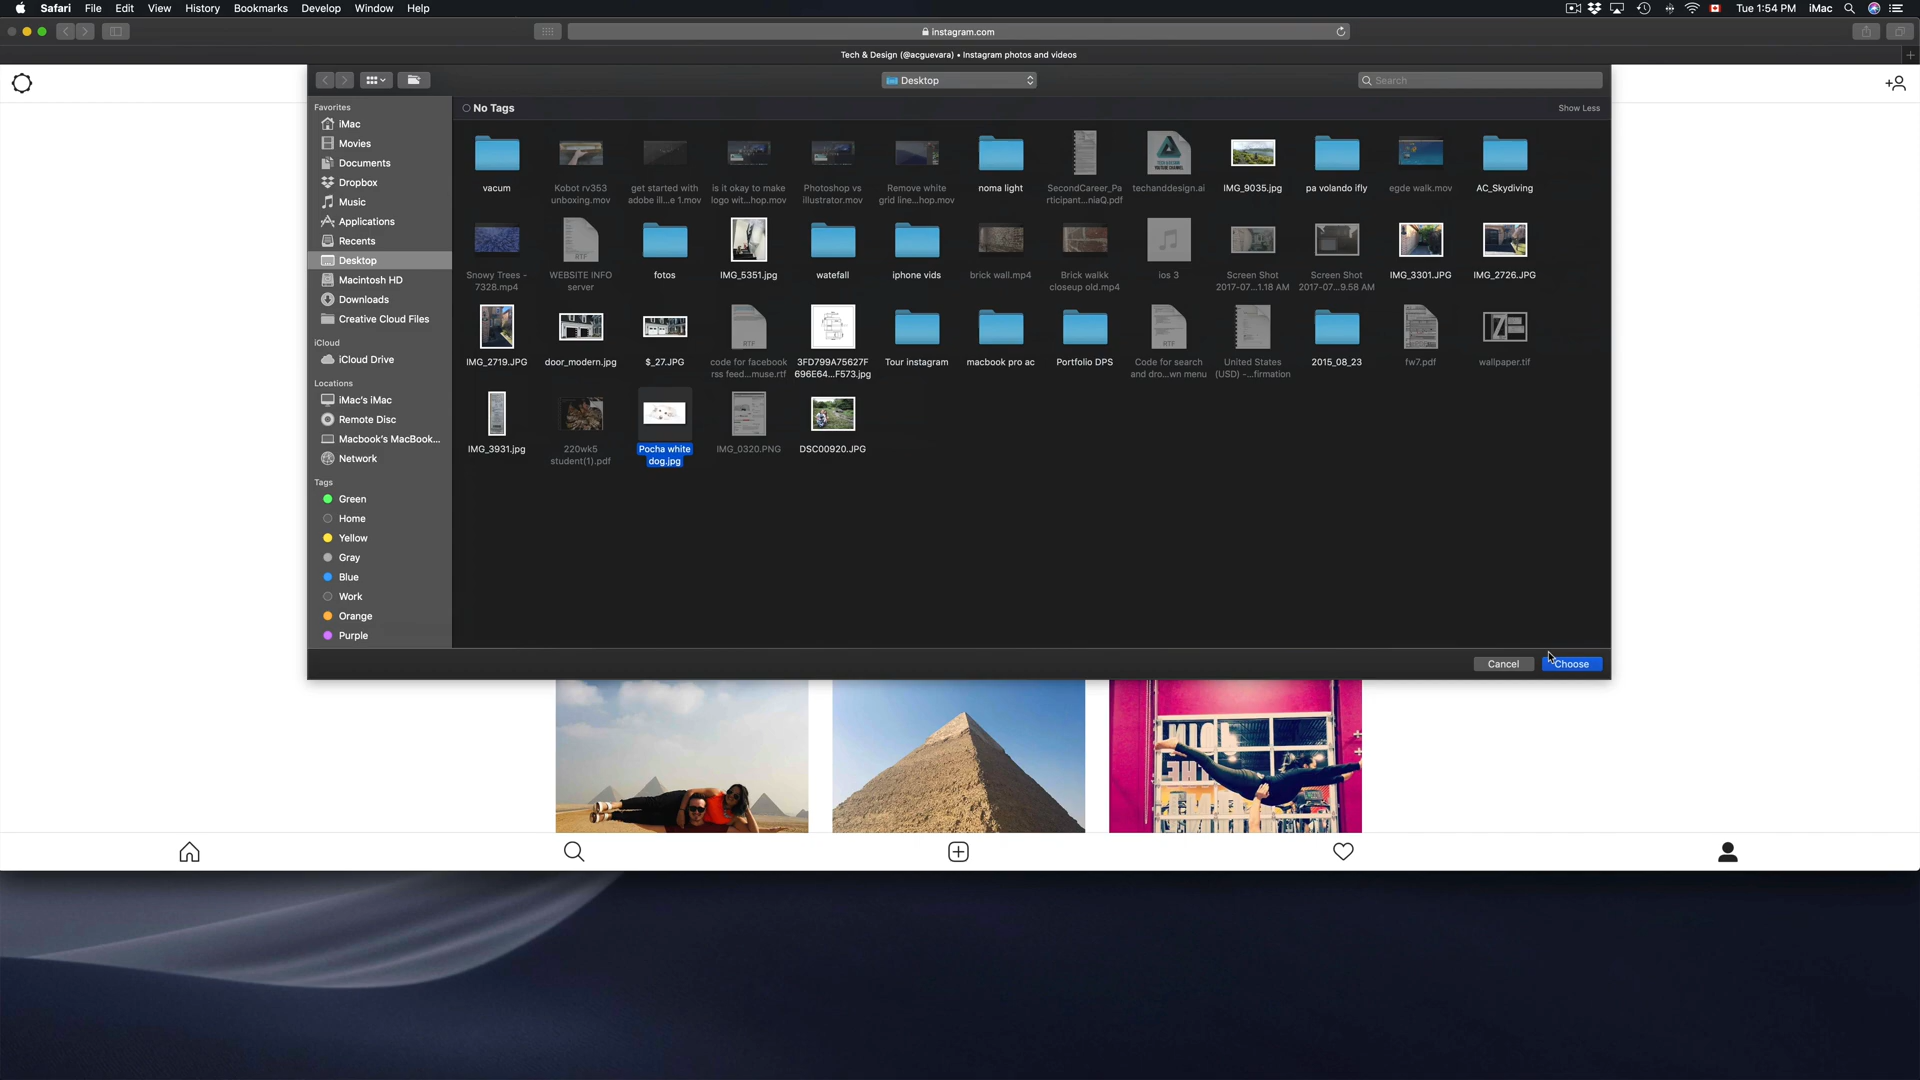 Safari File Edit View History Bookmarks Develop Window Help
Tue 1:54 PM iMac
instagram.com
Tech & Design (@acguevara) • Instagram photos and videos
Desktop
Search
Favorites
iMac
Movies
Documents
Dropbox
Music
Applications
Recents
Desktop
Macintosh HD
Downloads
Creative Cloud Files
iCloud
iCloud Drive
Locations
iMac's iMac
Remote Disc
Macbook's MacBook...
Network
Tags
Green
Home
Yellow
Gray
Blue
Work
Orange
Purple
No Tags
Show Less
vacum
Kobot rv353
unboxing.mov
get started with
adobe ill...e 1.mov
is it okay to make
logo wit...hop.mov
Photoshop vs
illustrator.mov
Remove white
grid line...hop.mov
noma light
SecondCareer_Pa
rticipant...niaQ.pdf
techanddesign.ai
IMG_9035.jpg
pa volando ifly
egde walk.mov
AC_Skydiving
Snowy Trees -
7328.mp4
WEBSITE INFO
server
fotos
IMG_5351.jpg
watefall
iphone vids
brick wall.mp4
Brick walkk
closeup old.mp4
ios 3
Screen Shot
2017-07...1.18 AM
Screen Shot
2017-07...9.58 AM
IMG_3301.JPG
IMG_2726.JPG
IMG_2719.JPG
door_modern.jpg
$_27.JPG
code for facebook
rss feed...muse.rtf
3FD799A75627F
696E64...F573.jpg
Tour instagram
macbook pro ac
Portfolio DPS
Code for search
and dro...wn menu
United States
(USD) -...firmation
2015_08_23
fw7.pdf
wallpaper.tif
IMG_3931.jpg
220wk5
student(1).pdf
Pocha white
dog.jpg
IMG_0320.PNG
DSC00920.JPG
Cancel
Choose